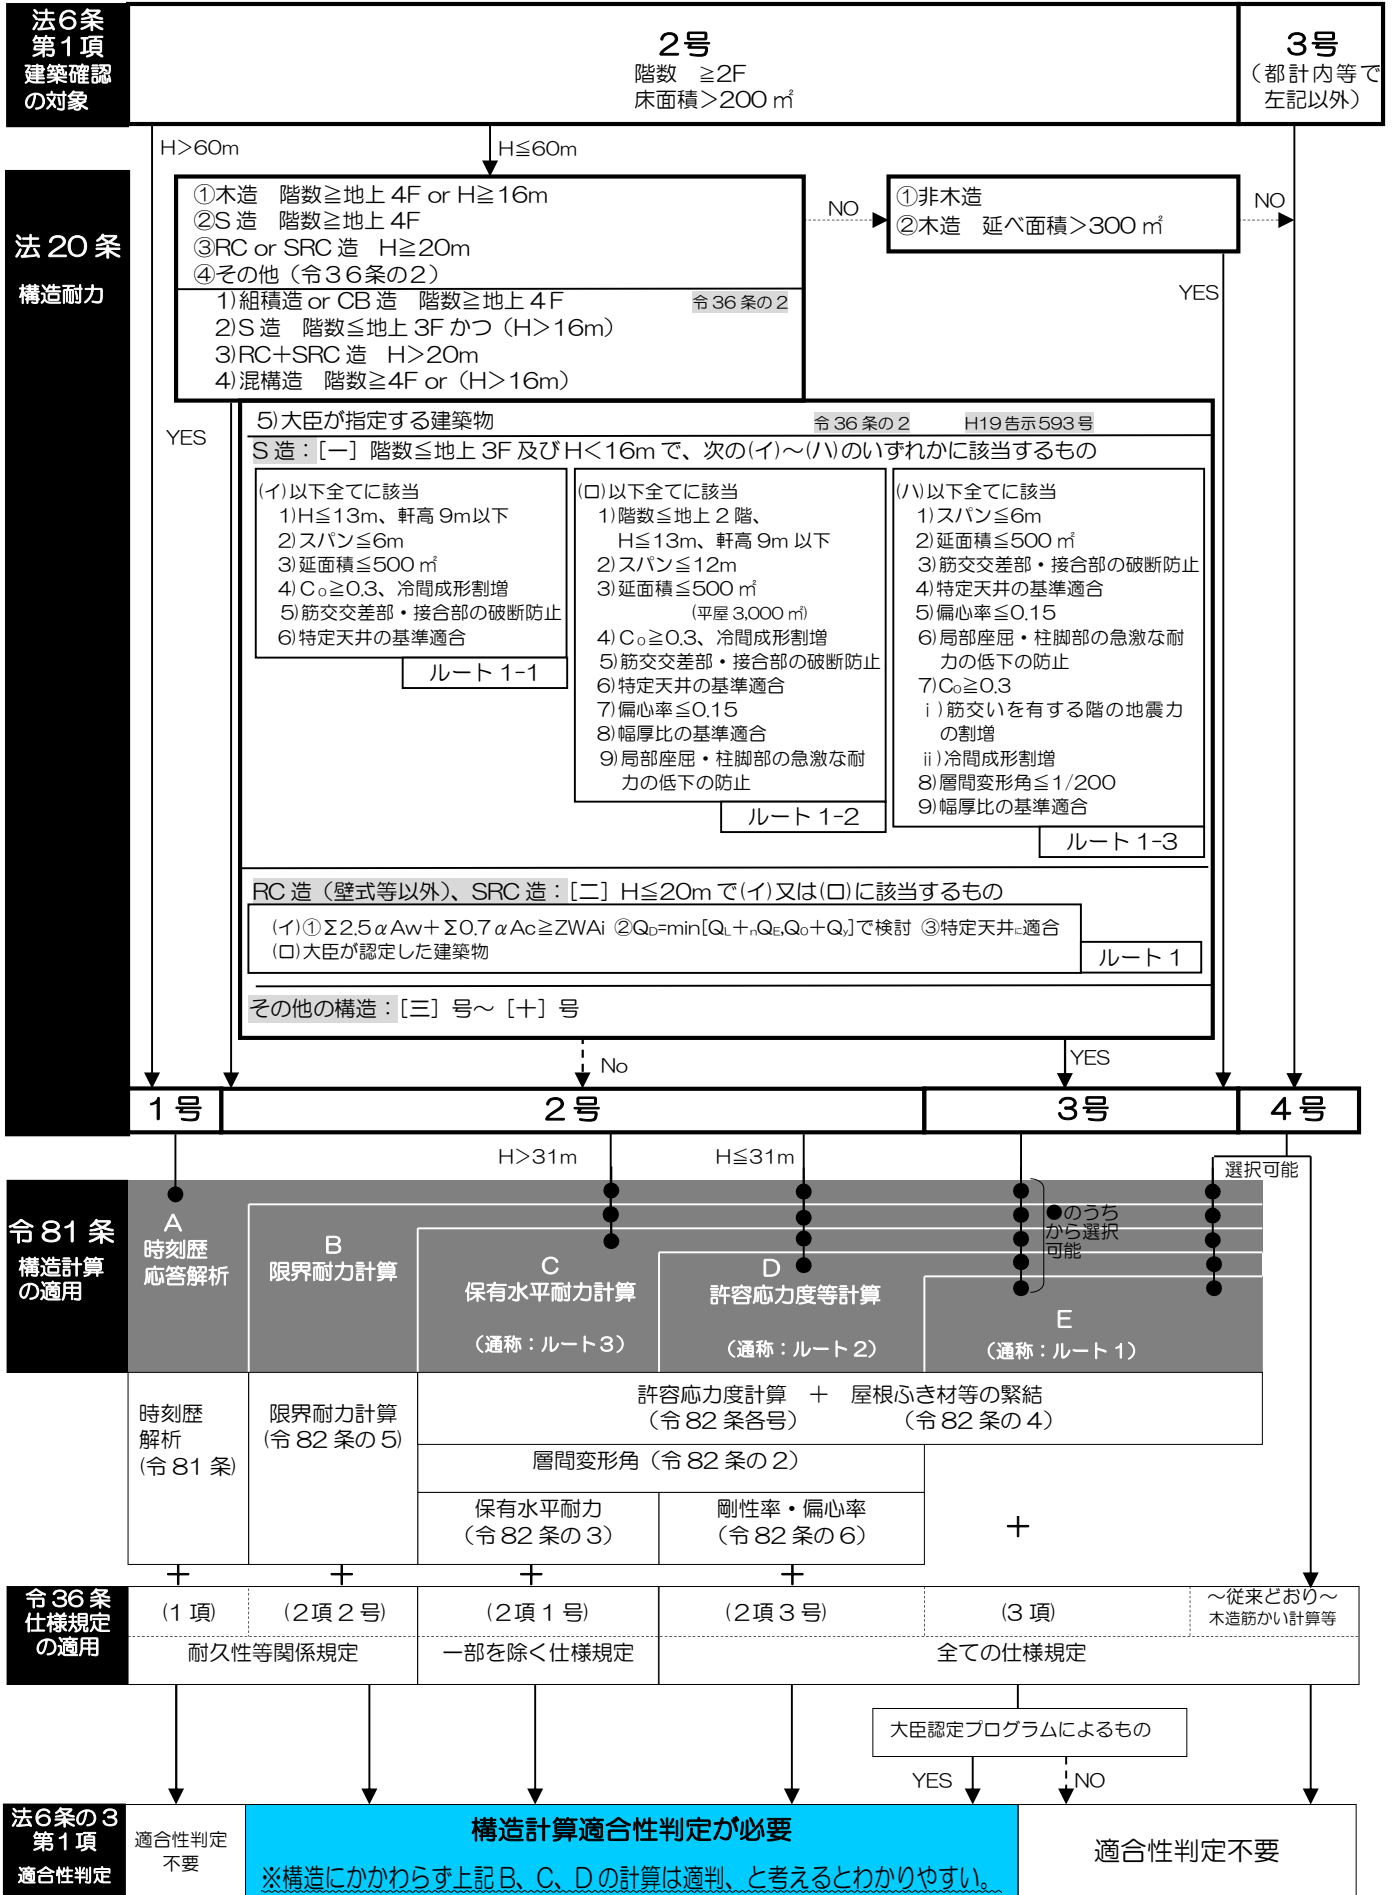 法6条
第1項
建築確認
の対象
2号
階数　≧2F
床面積＞200㎡
3号
（都計内等で
左記以外）
H＞60m
H≦60m
法20条
構造耐力
①木造　階数≧地上4F or H≧16m
②S造　階数≧地上4F
③RC or SRC造　H≧20m
④その他（令36条の2）
1)組積造 or CB造　階数≧地上4F
令36条の2
2)S造　階数≦地上3Fかつ（H＞16m）
3)RC＋SRC造　H＞20m
4)混構造　階数≧4F or（H＞16m）
NO
①非木造
②木造　延べ面積＞300㎡
NO
YES
YES
5)大臣が指定する建築物
令36条の2
H19告示593号
S造：[一] 階数≦地上3F及びH＜16mで、次の(イ)～(ハ)のいずれかに該当するもの
(イ)以下全てに該当
1)H≦13m、軒高9m以下
2)スパン≦6m
3)延面積≦500㎡
4)C₀≧0.3、冷間成形割増
5)筋交交差部・接合部の破断防止
6)特定天井の基準適合
ルート1-1
(ロ)以下全てに該当
1)階数≦地上2階、
H≦13m、軒高9m以下
2)スパン≦12m
3)延面積≦500㎡
(平屋3,000㎡)
4)C₀≧0.3、冷間成形割増
5)筋交交差部・接合部の破断防止
6)特定天井の基準適合
7)偏心率≦0.15
8)幅厚比の基準適合
9)局部座屈・柱脚部の急激な耐
力の低下の防止
ルート1-2
(ハ)以下全てに該当
1)スパン≦6m
2)延面積≦500㎡
3)筋交交差部・接合部の破断防止
4)特定天井の基準適合
5)偏心率≦0.15
6)局部座屈・柱脚部の急激な耐
力の低下の防止
7)C₀≧0.3
ⅰ)筋交いを有する階の地震力
の割増
ⅱ)冷間成形割増
8)層間変形角≦1/200
9)幅厚比の基準適合
ルート1-3
RC造（壁式等以外）、SRC造：[二] H≦20mで(イ)又は(ロ)に該当するもの
(イ)①Σ2.5αAw＋Σ0.7αAc≧ZWAi ②QD=min[QL+nQE,Qo+Qy]で検討 ③特定天井に適合
(ロ)大臣が認定した建築物
ルート1
その他の構造：[三] 号～ [十] 号
No
YES
1号
2号
3号
4号
H＞31m
H≦31m
選択可能
令81条
構造計算
の適用
A
時刻歴
応答解析
B
限界耐力計算
C
保有水平耐力計算
（通称：ルート3）
D
許容応力度等計算
（通称：ルート2）
●のうち
から選択
可能
E
（通称：ルート1）
時刻歴
解析
(令81条)
限界耐力計算
(令82条の5)
許容応力度計算　＋　屋根ふき材等の緊結
（令82条各号）　（令82条の4）
層間変形角（令82条の2）
保有水平耐力
（令82条の3）
剛性率・偏心率
（令82条の6）
＋
＋
＋
＋
＋
令36条
仕様規定
の適用
(1項)
(2項2号)
(2項1号)
(2項3号)
(3項)
～従来どおり～
木造筋かい計算等
耐久性等関係規定
一部を除く仕様規定
全ての仕様規定
大臣認定プログラムによるもの
YES
NO
法6条の3
第1項
適合性判定
適合性判定
不要
構造計算適合性判定が必要
※構造にかかわらず上記B、C、Dの計算は適判、と考えるとわかりやすい。
適合性判定不要